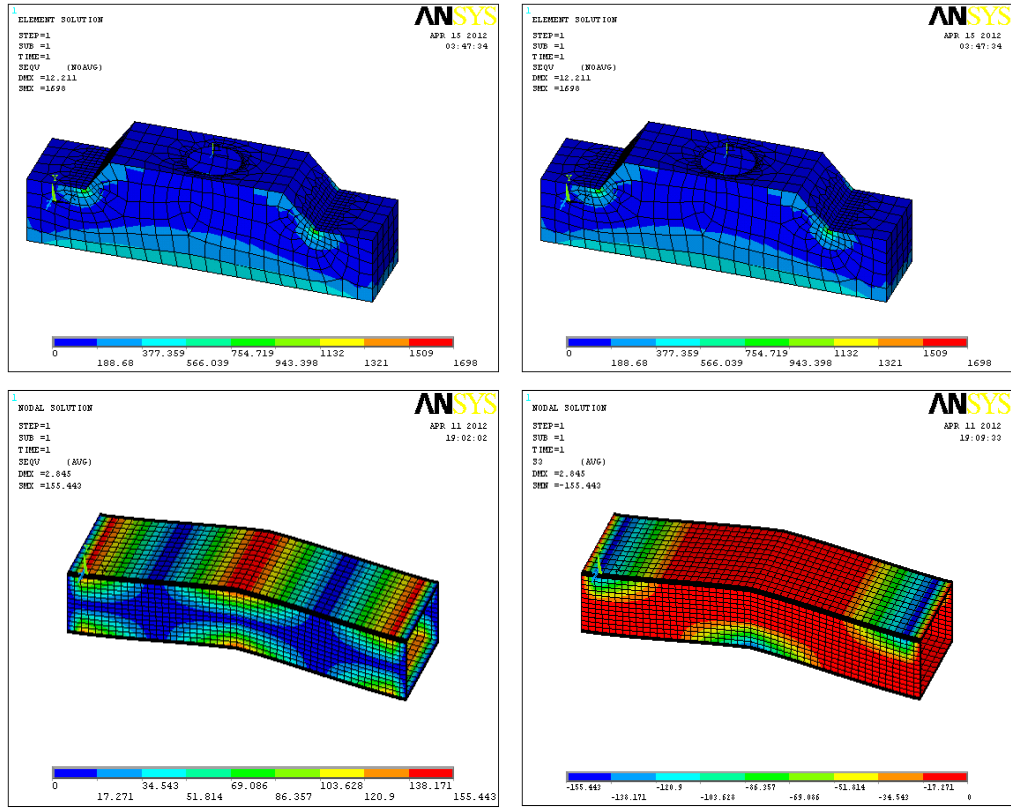 1
ELEMENT SOLUTION
STEP=1
SUB =1
TIME=1
SEQV (NOAVG)
DMX =12.211
SMX =1698
ANSYS
APR 15 2012
03:47:34
Y
0 377.359 754.719 1132 1509
188.68 566.039 943.398 1321 1698
1
ELEMENT SOLUTION
STEP=1
SUB =1
TIME=1
SEQV (NOAVG)
DMX =12.211
SMX =1698
ANSYS
APR 15 2012
03:47:34
Y
0 377.359 754.719 1132 1509
188.68 566.039 943.398 1321 1698
1
NODAL SOLUTION
STEP=1
SUB =1
TIME=1
SEQV (AVG)
DMX =2.845
SMX =155.443
ANSYS
APR 11 2012
19:02:02
0 34.543 69.086 103.628 138.171
17.271 51.814 86.357 120.9 155.443
1
NODAL SOLUTION
STEP=1
SUB =1
TIME=1
S3 (AVG)
DMX =2.845
SMN =-155.443
ANSYS
APR 11 2012
19:09:33
-155.443 -120.9 -86.357 -51.814 -17.271
-138.171 -103.628 -69.086 -34.543 0